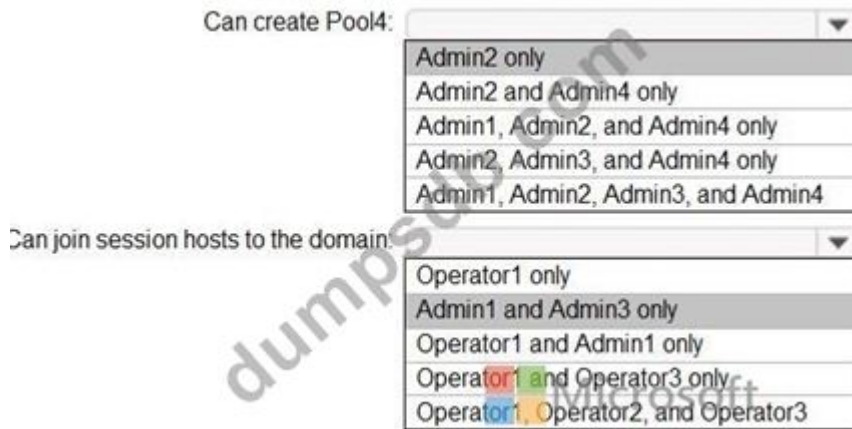 Can create Pool4:
Admin2 only
Admin2 and Admin4 only
Admin1, Admin2, and Admin4 only
Admin2, Admin3, and Admin4 only
Admin1, Admin2, Admin3, and Admin4
Can join session hosts to the domain:
Operator1 only
Admin1 and Admin3 only
Operator1 and Admin1 only
Operator1 and Operator3 only
Operator1, Operator2, and Operator3
dumpsdb.com
Microsoft